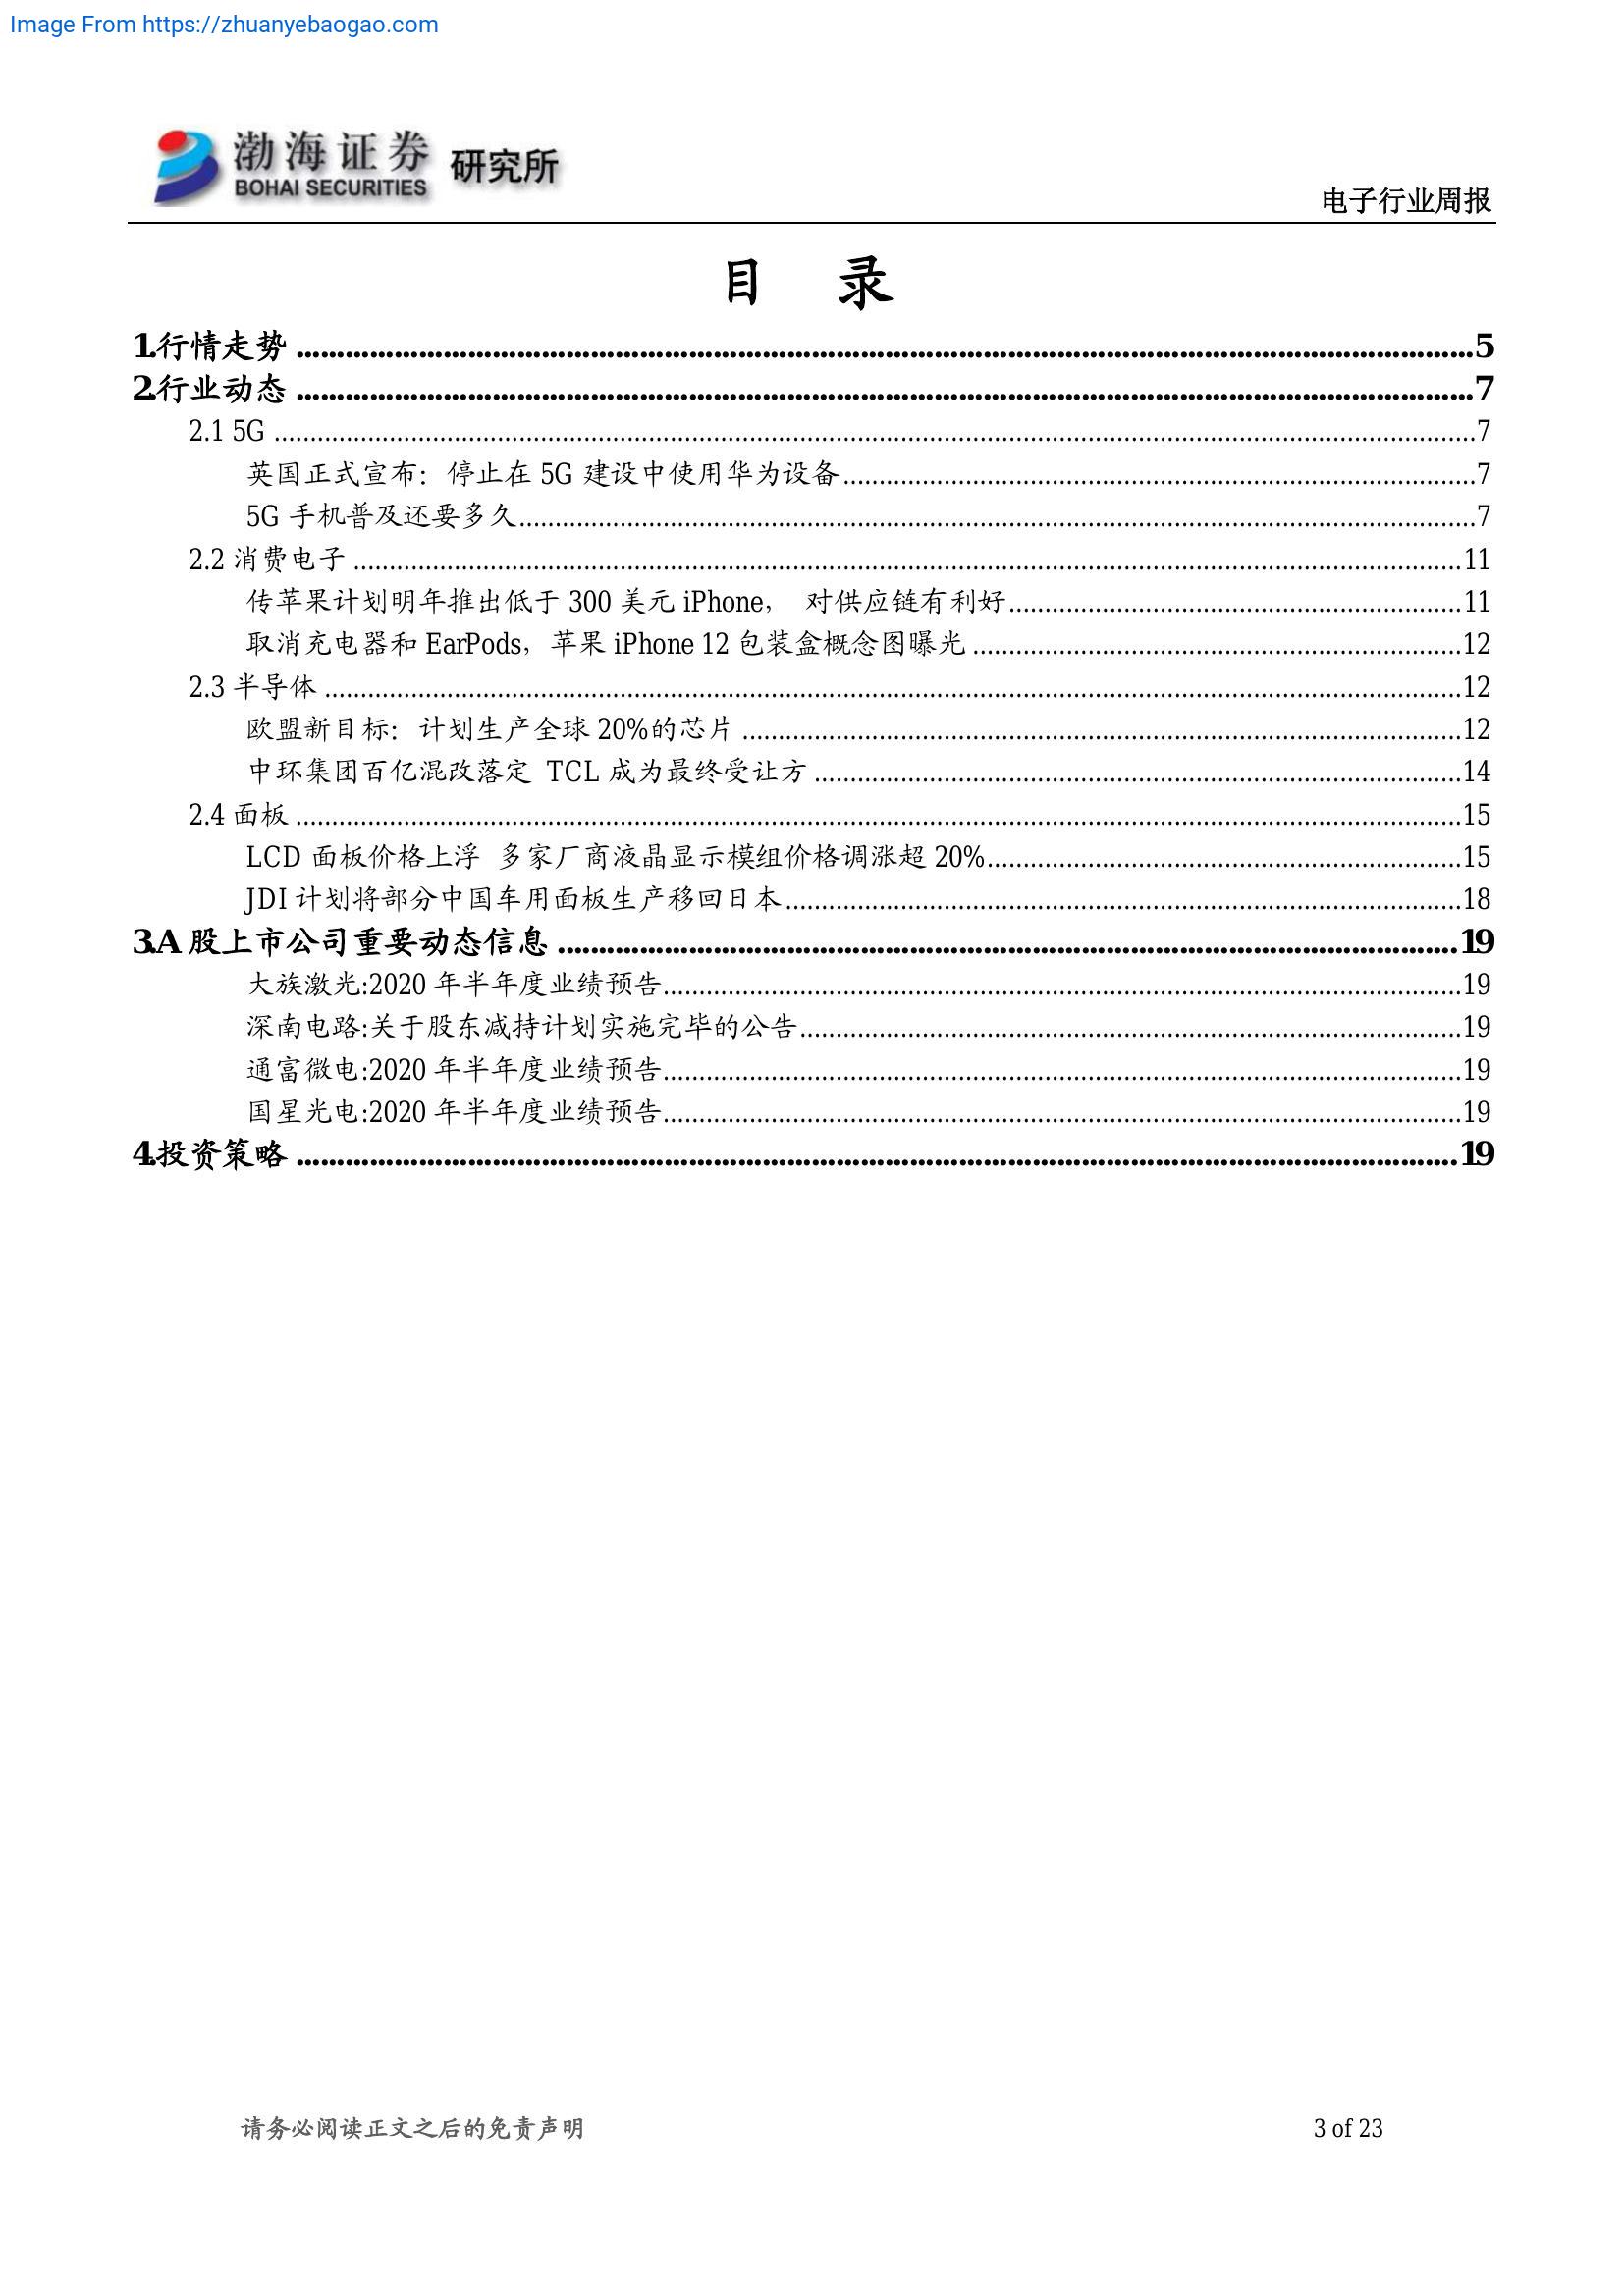 Image From https://zhuanyebaogao.com
渤海证券 研究所
BOHAI SECURITIES
电子行业周报
目 录
1.行情走势 ........................................ 5
2.行业动态 ........................................ 7
2.1 5G ........................................ 7
英国正式宣布：停止在 5G 建设中使用华为设备 ........................................ 7
5G 手机普及还要多久 ........................................ 7
2.2 消费电子 ........................................ 11
传苹果计划明年推出低于 300 美元 iPhone， 对供应链有利好 ........................................ 11
取消充电器和 EarPods，苹果 iPhone 12 包装盒概念图曝光 ........................................ 12
2.3 半导体 ........................................ 12
欧盟新目标：计划生产全球 20%的芯片 ........................................ 12
中环集团百亿混改落定 TCL 成为最终受让方 ........................................ 14
2.4 面板 ........................................ 15
LCD 面板价格上浮 多家厂商液晶显示模组价格调涨超 20% ........................................ 15
JDI 计划将部分中国车用面板生产移回日本 ........................................ 18
3.A 股上市公司重要动态信息 ........................................ 19
大族激光:2020 年半年度业绩预告 ........................................ 19
深南电路:关于股东减持计划实施完毕的公告 ........................................ 19
通富微电:2020 年半年度业绩预告 ........................................ 19
国星光电:2020 年半年度业绩预告 ........................................ 19
4.投资策略 ........................................ 19
请务必阅读正文之后的免责声明 3 of 23